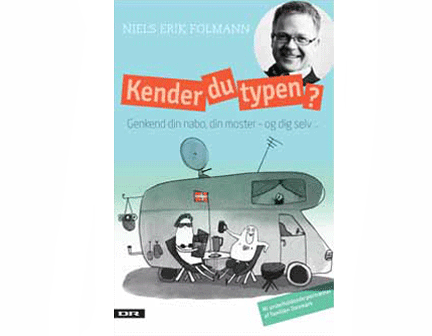 NIELS ERIK FOLMANN
Kender du typen?
Genkend din nabo, din moster – og dig selv ...
DR